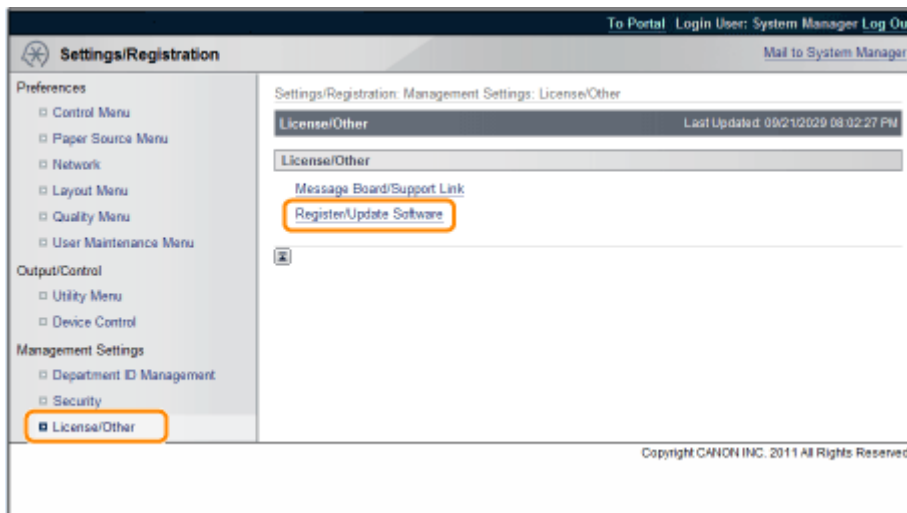 To Portal Login User: System Manager Log Ou
Settings/Registration
Mail to System Manager
Preferences
Control Menu
Paper Source Menu
Network
Layout Menu
Quality Menu
User Maintenance Menu
Output/Control
Utility Menu
Device Control
Management Settings
Department ID Management
Security
License/Other
Settings/Registration: Management Settings: License/Other
License/Other Last Updated: 09/21/2029 08:02:27 PM
License/Other
Message Board/Support Link
Register/Update Software
Copyright CANON INC. 2011 All Rights Reserved